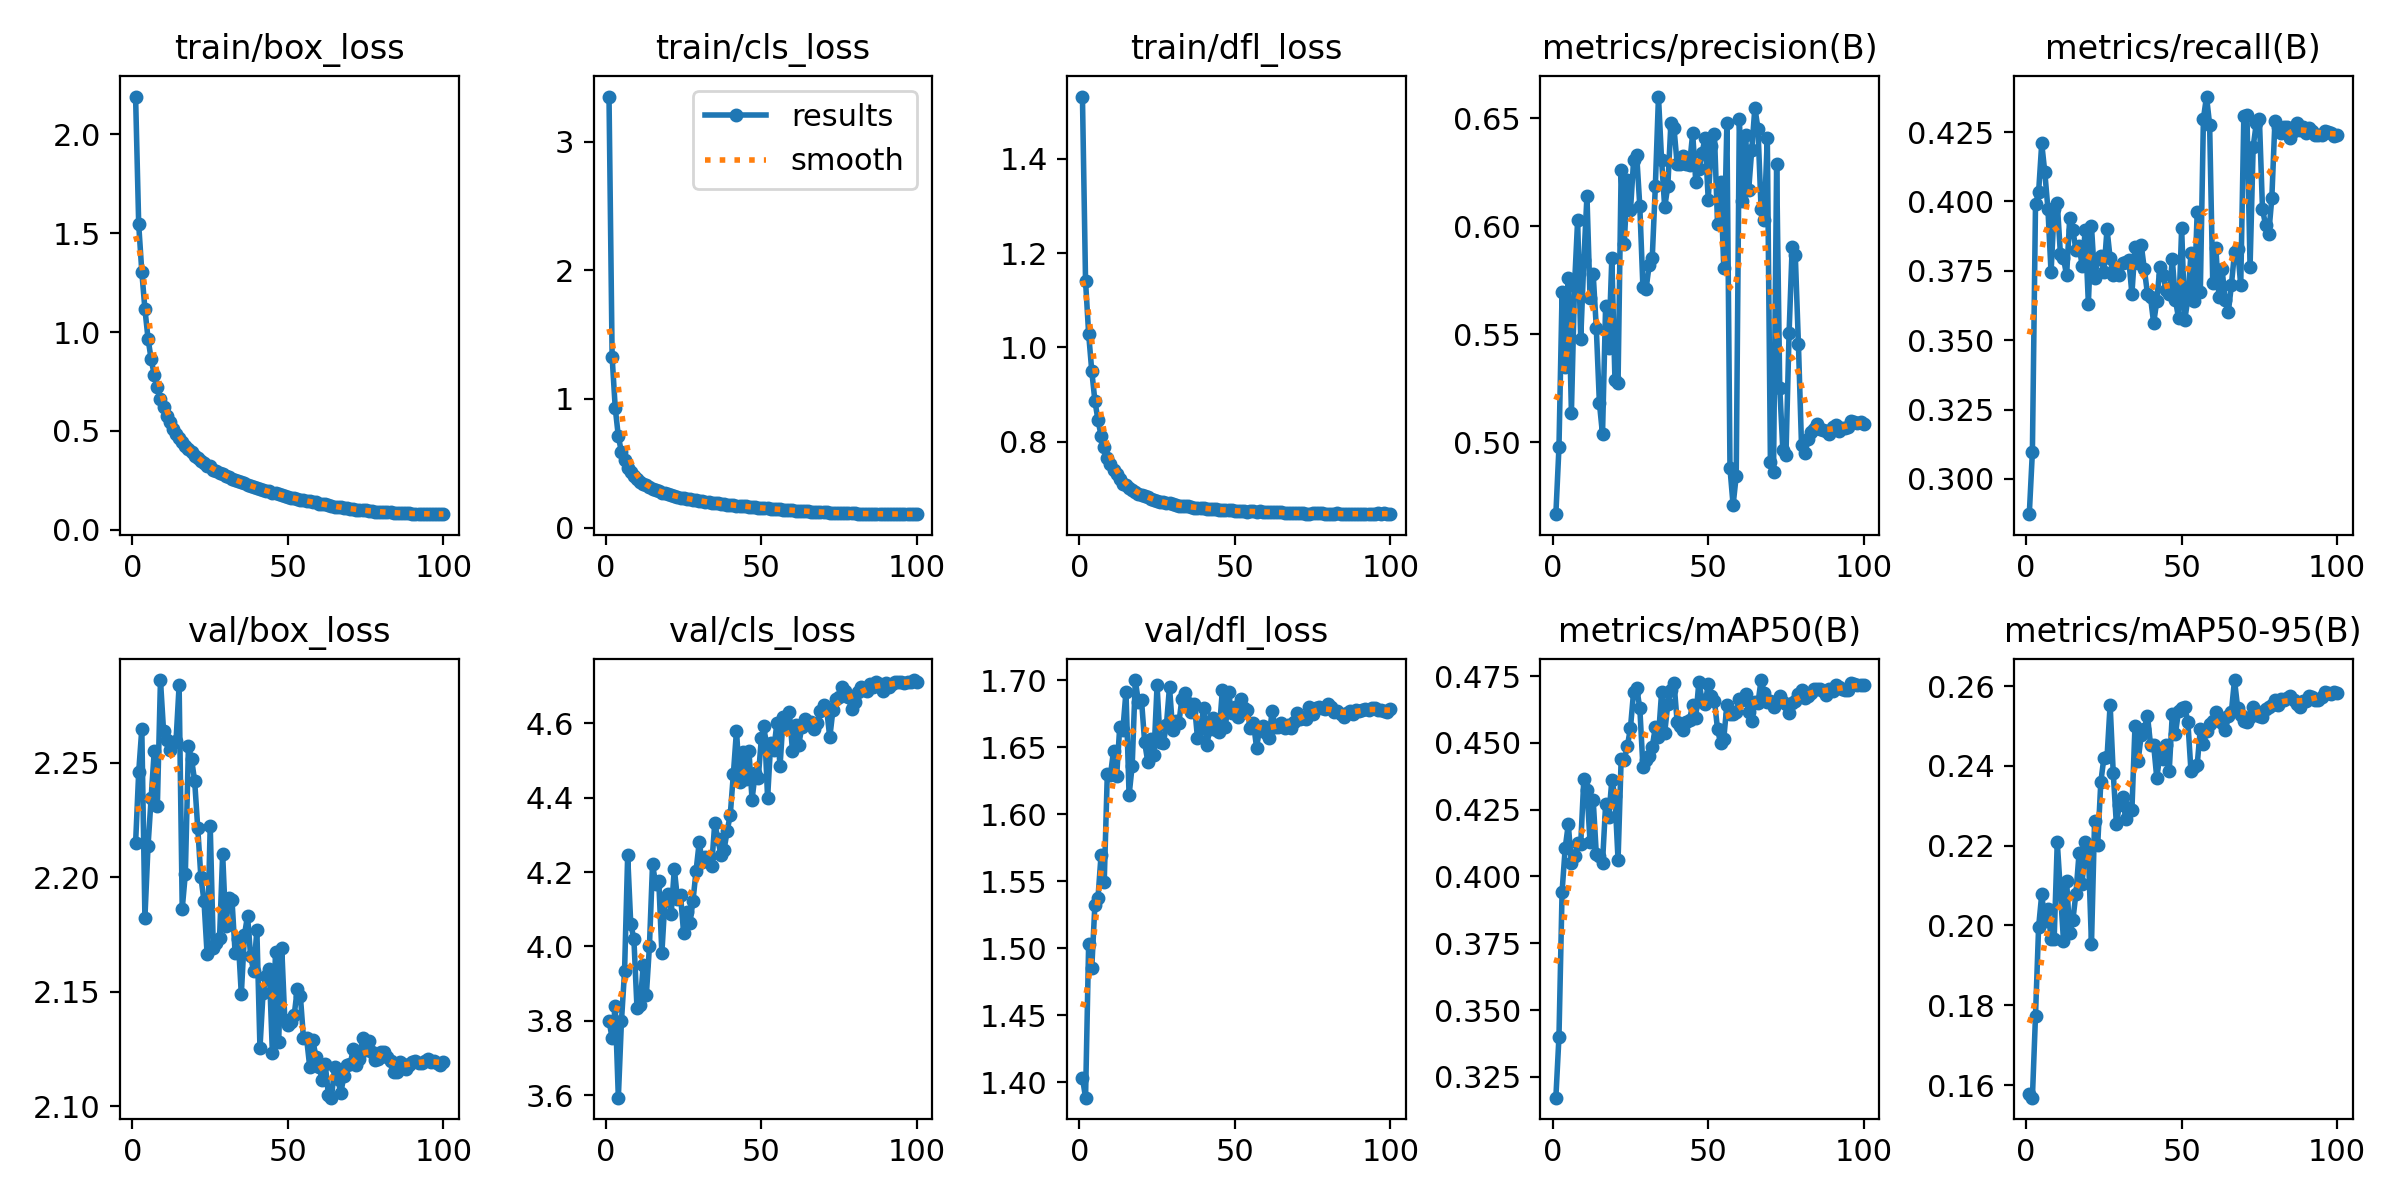 train/box_loss
2.0
1.5
1.0
0.5
0.0
0 50 100
train/cls_loss
results
smooth
3
2
1
0
0 50 100
train/dfl_loss
1.4
1.2
1.0
0.8
0 50 100
metrics/precision(B)
0.65
0.60
0.55
0.50
0 50 100
metrics/recall(B)
0.425
0.400
0.375
0.350
0.325
0.300
0 50 100
val/box_loss
2.25
2.20
2.15
2.10
0 50 100
val/cls_loss
4.6
4.4
4.2
4.0
3.8
3.6
0 50 100
val/dfl_loss
1.70
1.65
1.60
1.55
1.50
1.45
1.40
0 50 100
metrics/mAP50(B)
0.475
0.450
0.425
0.400
0.375
0.350
0.325
0 50 100
metrics/mAP50-95(B)
0.26
0.24
0.22
0.20
0.18
0.16
0 50 100